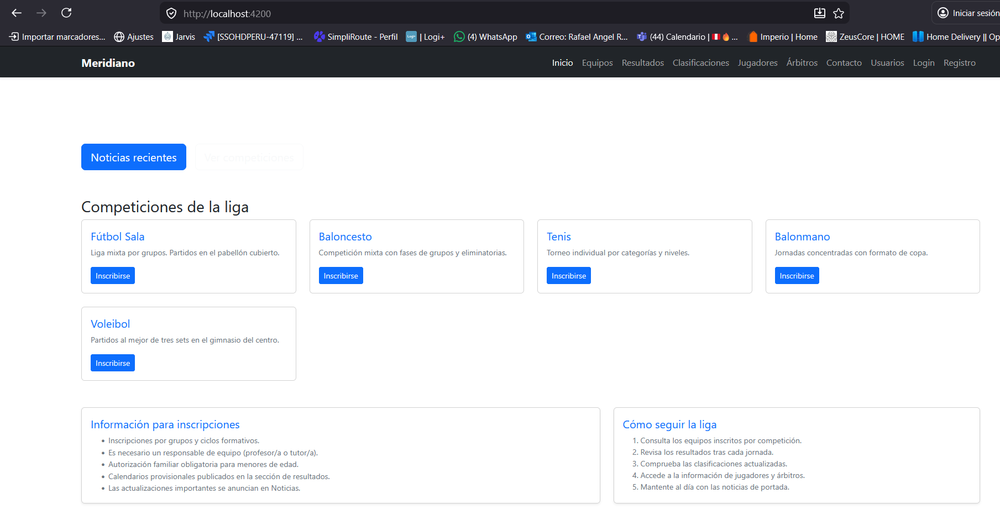 http://localhost:4200
Iniciar sesión
Importar marcadores...
Ajustes
Jarvis
[SSOHDPERU-47119] ...
SimpliRoute - Perfil
Logi+ | Logi+
(4) WhatsApp
Correo: Rafael Angel R...
(44) Calendario | 🇵🇪🔥 ...
Imperio | Home
ZeusCore | HOME
Home Delivery || Op
Meridiano
Inicio Equipos Resultados Clasificaciones Jugadores Árbitros Contacto Usuarios Login Registro
Noticias recientes
Ver competiciones
Competiciones de la liga
Fútbol Sala
Liga mixta por grupos. Partidos en el pabellón cubierto.
Inscribirse
Baloncesto
Competición mixta con fases de grupos y eliminatorias.
Inscribirse
Tenis
Torneo individual por categorías y niveles.
Inscribirse
Balonmano
Jornadas concentradas con formato de copa.
Inscribirse
Voleibol
Partidos al mejor de tres sets en el gimnasio del centro.
Inscribirse
Información para inscripciones
• Inscripciones por grupos y ciclos formativos.
• Es necesario un responsable de equipo (profesor/a o tutor/a).
• Autorización familiar obligatoria para menores de edad.
• Calendarios provisionales publicados en la sección de resultados.
• Las actualizaciones importantes se anuncian en Noticias.
Cómo seguir la liga
1. Consulta los equipos inscritos por competición.
2. Revisa los resultados tras cada jornada.
3. Comprueba las clasificaciones actualizadas.
4. Accede a la información de jugadores y árbitros.
5. Mantente al día con las noticias de portada.